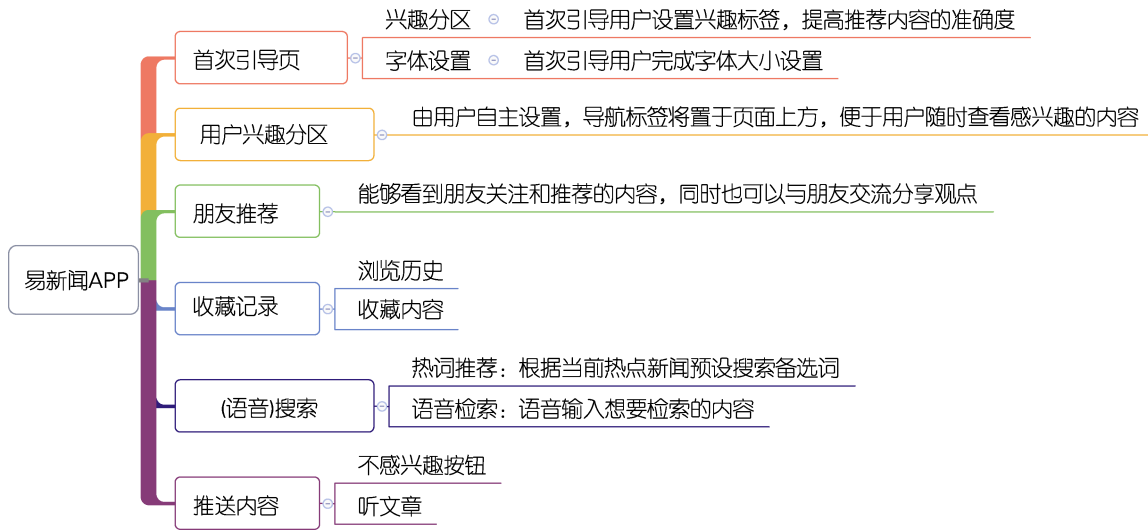 易新闻APP
首次引导页
兴趣分区
首次引导用户设置兴趣标签，提高推荐内容的准确度
字体设置
首次引导用户完成字体大小设置
用户兴趣分区
由用户自主设置，导航标签将置于页面上方，便于用户随时查看感兴趣的内容
朋友推荐
能够看到朋友关注和推荐的内容，同时也可以与朋友交流分享观点
收藏记录
浏览历史
收藏内容
(语音)搜索
热词推荐：根据当前热点新闻预设搜索备选词
语音检索：语音输入想要检索的内容
推送内容
不感兴趣按钮
听文章